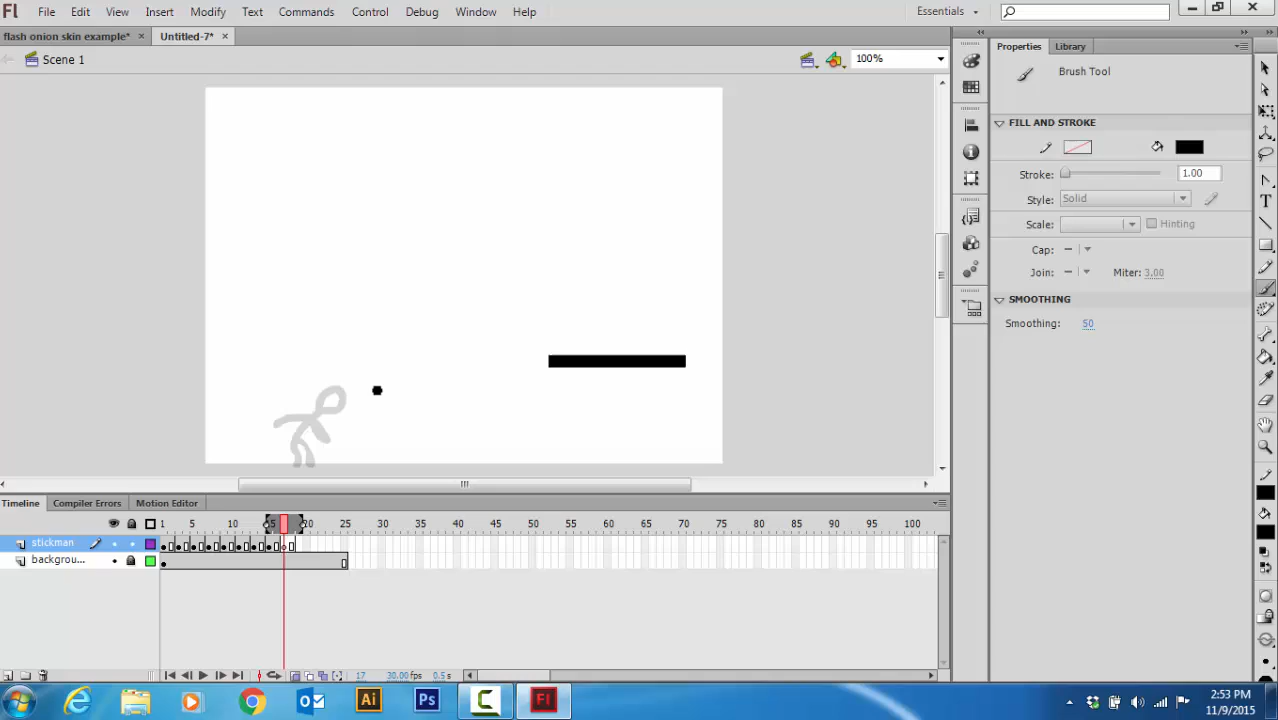 Fl File Edit View Insert Modify Text Commands Control Debug Window Help Essentials
flash onion skin example* × Untitled-7* ×
Scene 1 100%
Properties Library
Brush Tool
FILL AND STROKE
Stroke: 1.00
Style: Solid
Scale: Hinting
Cap:
Join: Miter: 3.00
SMOOTHING
Smoothing: 50
Timeline Compiler Errors Motion Editor
1 5 10 15 20 25 30 35 40 45 50 55 60 65 70 75 80 85 90 95 100
stickman
backgrou...
17 30.00 fps 0.5 s
Ai Ps Fl
2:53 PM
11/9/2015